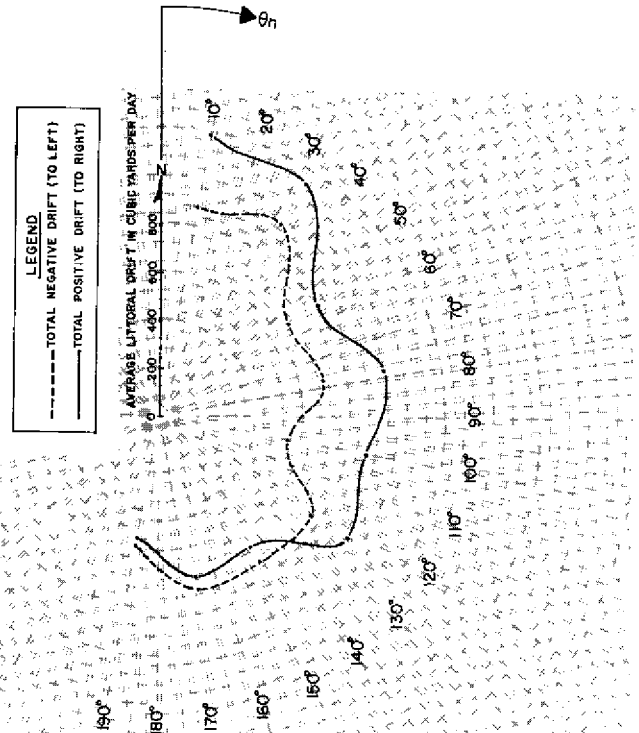 θn
LEGEND
TOTAL NEGATIVE DRIFT (TO LEFT)
TOTAL POSITIVE DRIFT (TO RIGHT)
AVERAGE LITTORAL DRIFT IN CUBIC YARDS PER DAY
N
0 200 400 600 800
10°
20°
30°
40°
50°
60°
70°
80°
90°
100°
110°
120°
130°
140°
150°
160°
170°
180°
190°